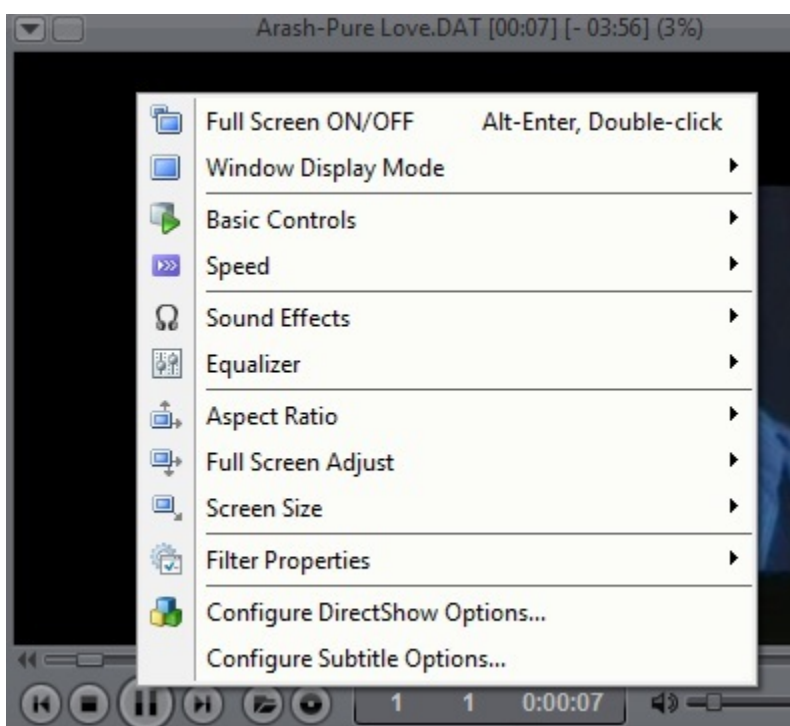 Arash-Pure Love.DAT [00:07] [- 03:56] (3%)
Full Screen ON/OFF Alt-Enter, Double-click
Window Display Mode
Basic Controls
Speed
Sound Effects
Equalizer
Aspect Ratio
Full Screen Adjust
Screen Size
Filter Properties
Configure DirectShow Options...
Configure Subtitle Options...
1 1 0:00:07